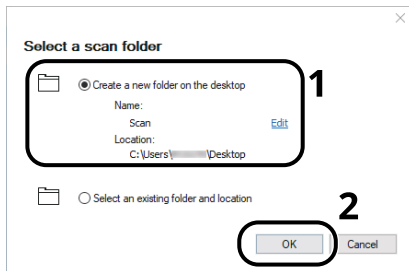 Select a scan folder
1
Create a new folder on the desktop
Name:
Scan Edit
Location:
C:\Users\ \Desktop
Select an existing folder and location
2
OK Cancel